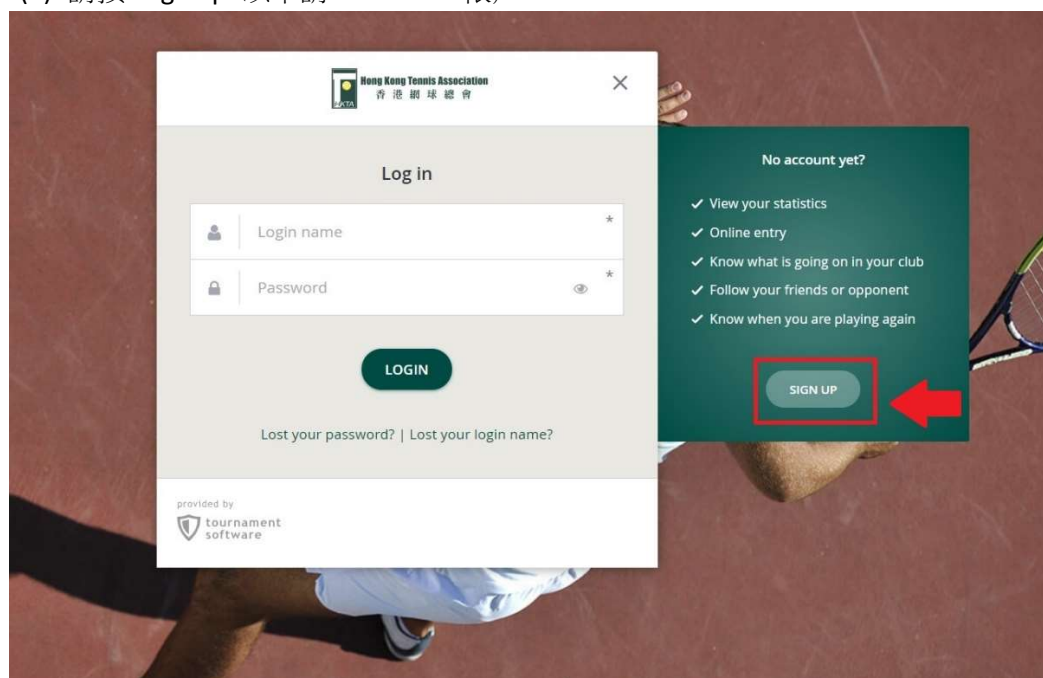 Hong Kong Tennis Association
香港網球總會
HKTA
Log in
Login name *
Password *
LOGIN
Lost your password? | Lost your login name?
provided by
tournament
software
No account yet?
✓ View your statistics
✓ Online entry
✓ Know what is going on in your club
✓ Follow your friends or opponent
✓ Know when you are playing again
SIGN UP